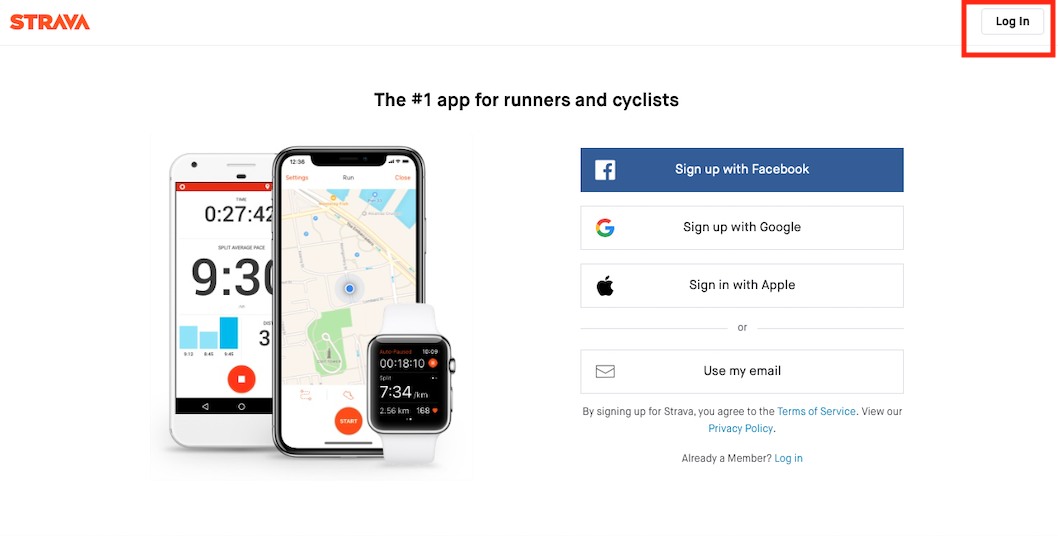 STRAVA
Log In
The #1 app for runners and cyclists
TIME
0:27:42
SPLIT AVERAGE PACE
9:30
9:12 8:45 9:45
12:36
Settings Run Close
START
Auto-Paused 10:09
00:18:10
Split
7:34 /km
2.56 km 168
Sign up with Facebook
Sign up with Google
Sign in with Apple
or
Use my email
By signing up for Strava, you agree to the Terms of Service. View our
Privacy Policy.
Already a Member? Log in